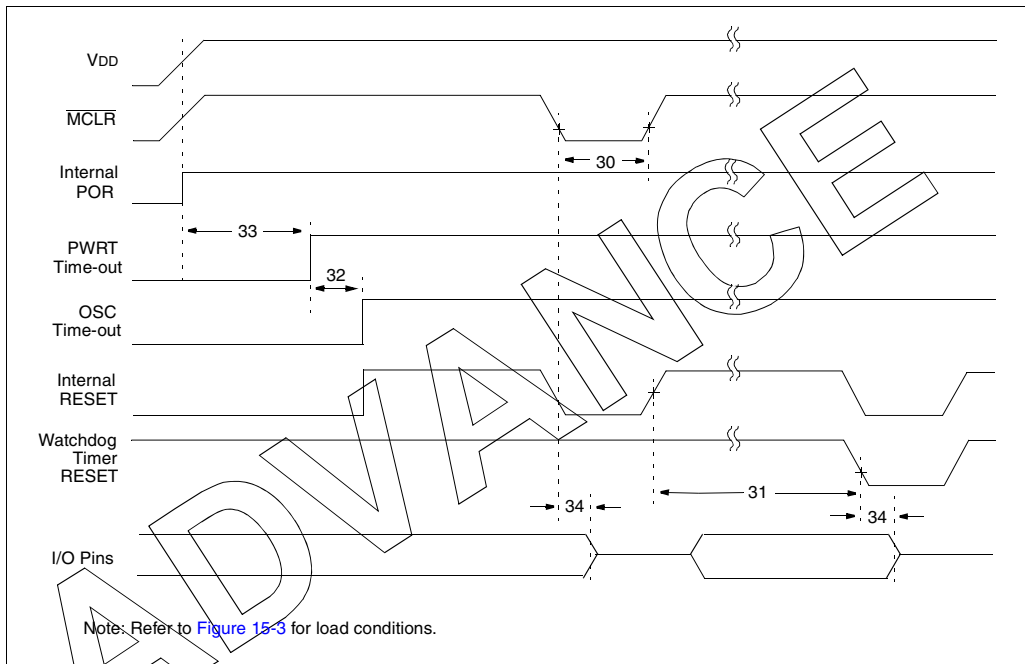 VDD
MCLR
30
Internal
POR
33
PWRT
Time-out
32
OSC
Time-out
Internal
RESET
Watchdog
Timer
RESET
31
34
34
I/O Pins
Note: Refer to Figure 15-3 for load conditions.
ADVANCE